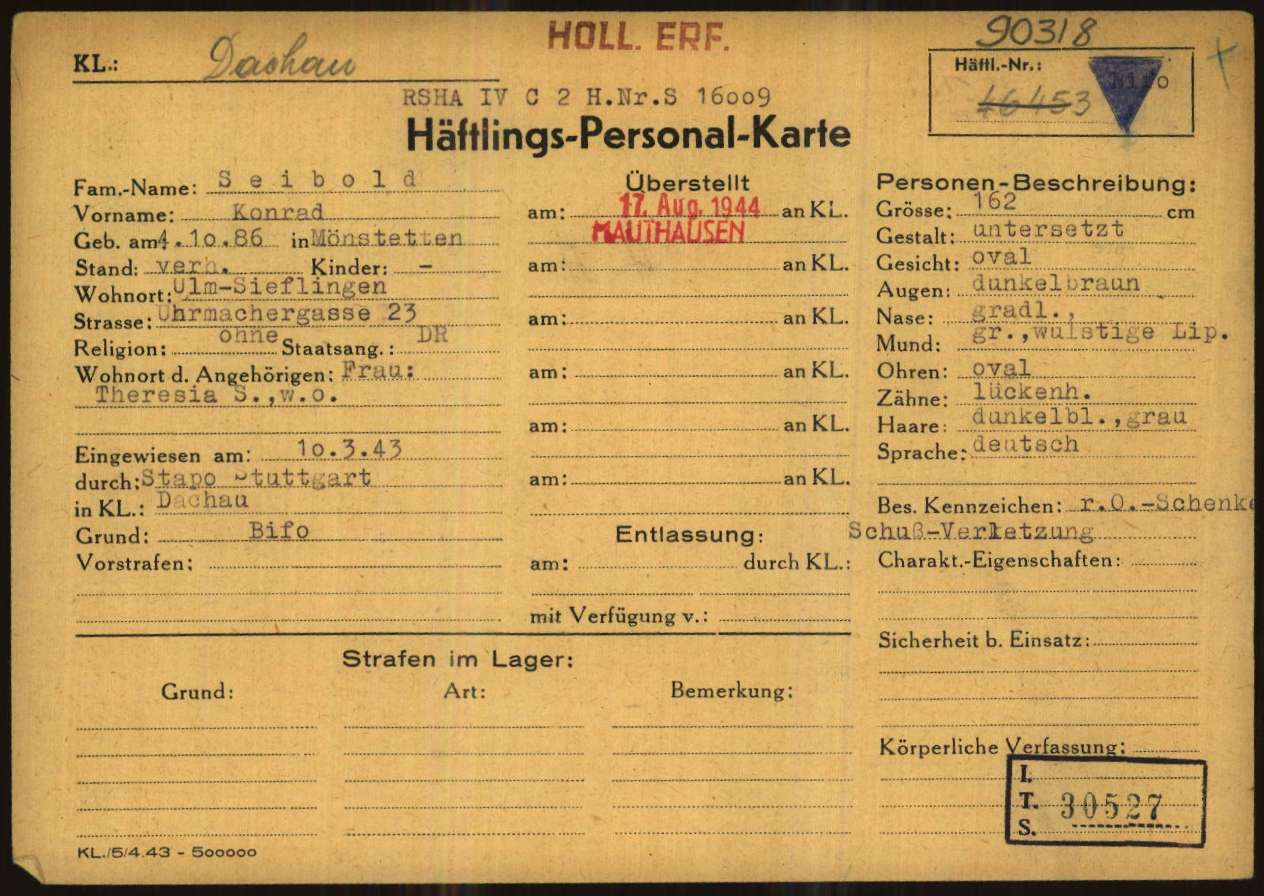 HOLL. ERF.
90318
KL.: Dachau
Häftl.-Nr.:
46453
Bifo
RSHA IV C 2 H.Nr.S 16oo9
Häftlings-Personal-Karte
Fam.-Name: Seibold
Vorname: Konrad
Geb. am: 4.1o.86 in Mönstetten
Stand: verh. Kinder: -
Wohnort: Ulm-Sieflingen
Strasse: Uhrmachergasse 23
Religion: ohne Staatsang.: DR
Wohnort d. Angehörigen: Frau:
Theresia S.,w.o.
Eingewiesen am: 1o.3.43
durch: Stapo Stuttgart
in KL.: Dachau
Grund: Bifo
Vorstrafen:
Überstellt
am: 17. Aug. 1944 an KL.
MAUTHAUSEN
am: an KL.
am: an KL.
am: an KL.
am: an KL.
am: an KL.
Entlassung:
am: durch KL.:
mit Verfügung v.:
Personen-Beschreibung:
Grösse: 162 cm
Gestalt: untersetzt
Gesicht: oval
Augen: dunkelbraun
Nase: gradl.,
Mund: gr.,wulstige Lip.
Ohren: oval
Zähne: lückenh.
Haare: dunkelbl.,grau
Sprache: deutsch
Bes. Kennzeichen: r.O.-Schenke
Schuß-Verletzung
Charakt.-Eigenschaften:
Sicherheit b. Einsatz:
Körperliche Verfassung:
Strafen im Lager:
Grund: Art: Bemerkung:
I.
T. 30527
S.
KL./5/4.43 - 500000